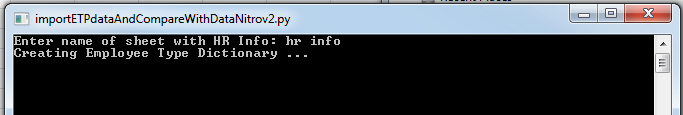 importETPdataAndCompareWithDataNitrov2.py
Enter name of sheet with HR Info: hr info
Creating Employee Type Dictionary ...